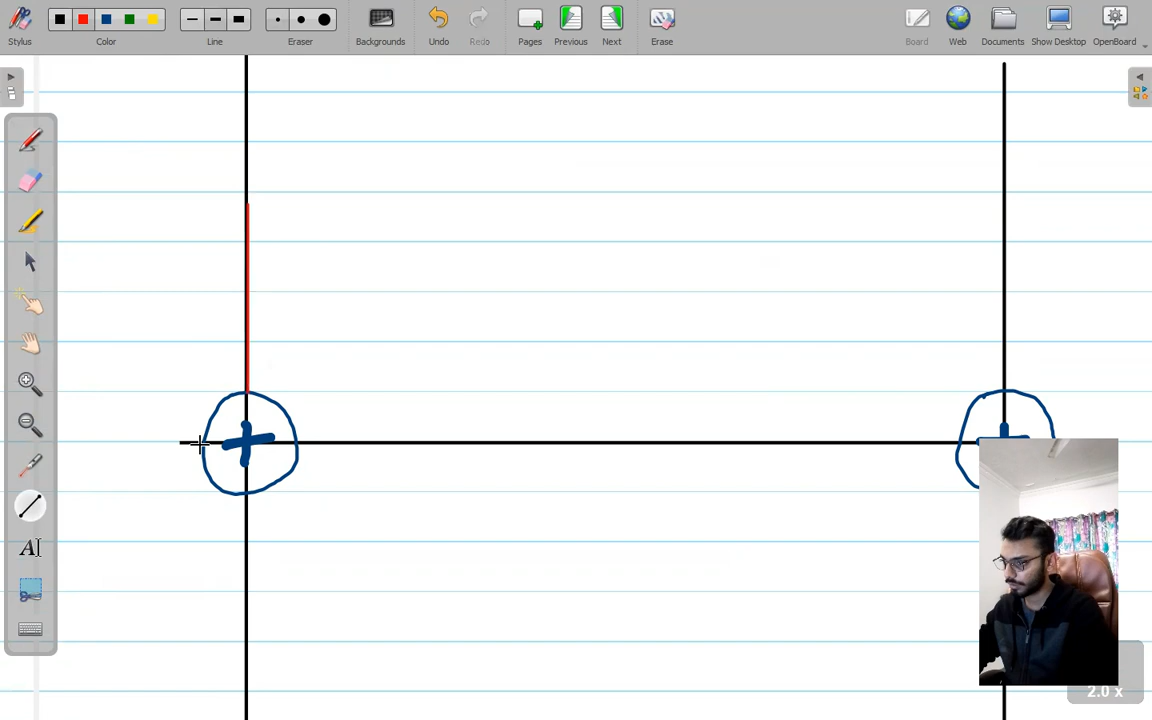 Stylus Color Line Eraser Backgrounds Undo Redo Pages Previous Next Erase Board Web Documents Show Desktop OpenBoard
A
2.0 x